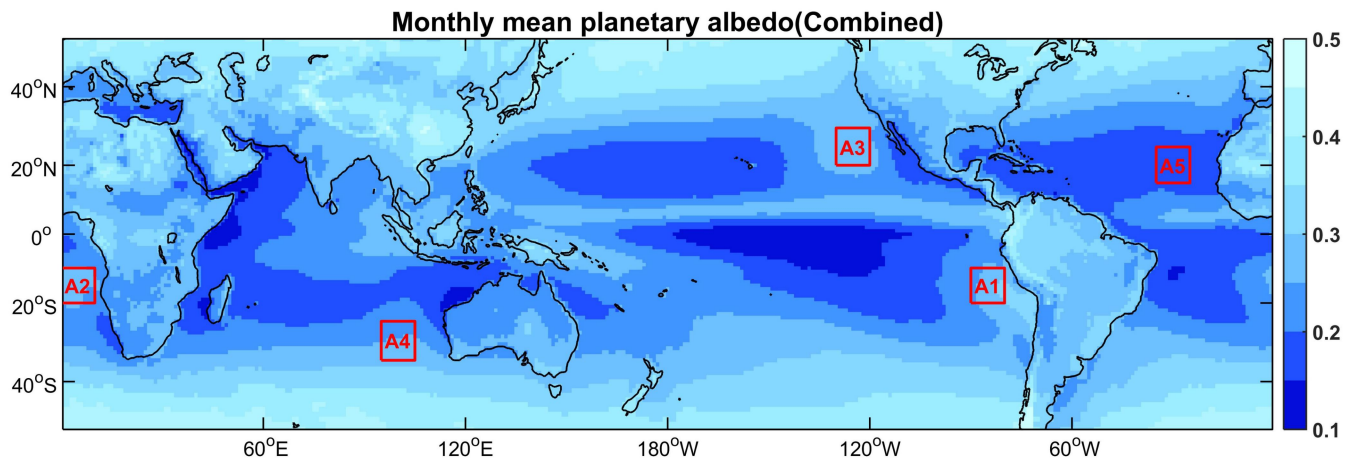 Monthly mean planetary albedo(Combined)
0.5
40°N
0.4
A3
20°N
A5
0°
0.3
A2
A1
20°S
A4
0.2
40°S
0.1
60°E 120°E 180°W 120°W 60°W